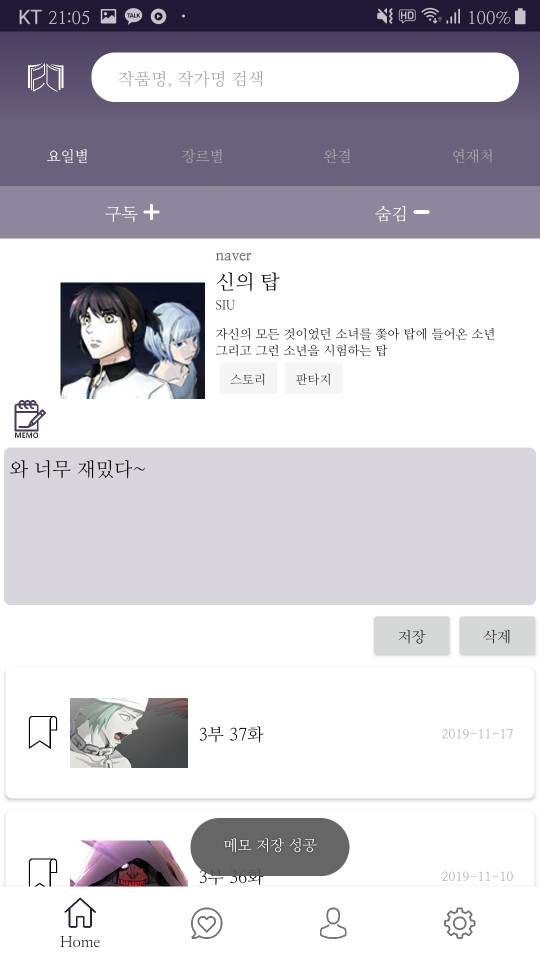 KT 21:05 TALK HD 100%
작품명, 작가명 검색
요일별 장르별 완결 연재처
구독 + 숨김 −
naver
신의 탑
SIU
자신의 모든 것이었던 소녀를 쫓아 탑에 들어온 소년
그리고 그런 소년을 시험하는 탑
스토리 판타지
MEMO
와 너무 재밌다~
저장 삭제
3부 37화 2019-11-17
메모 저장 성공
3부 36화 2019-11-10
Home